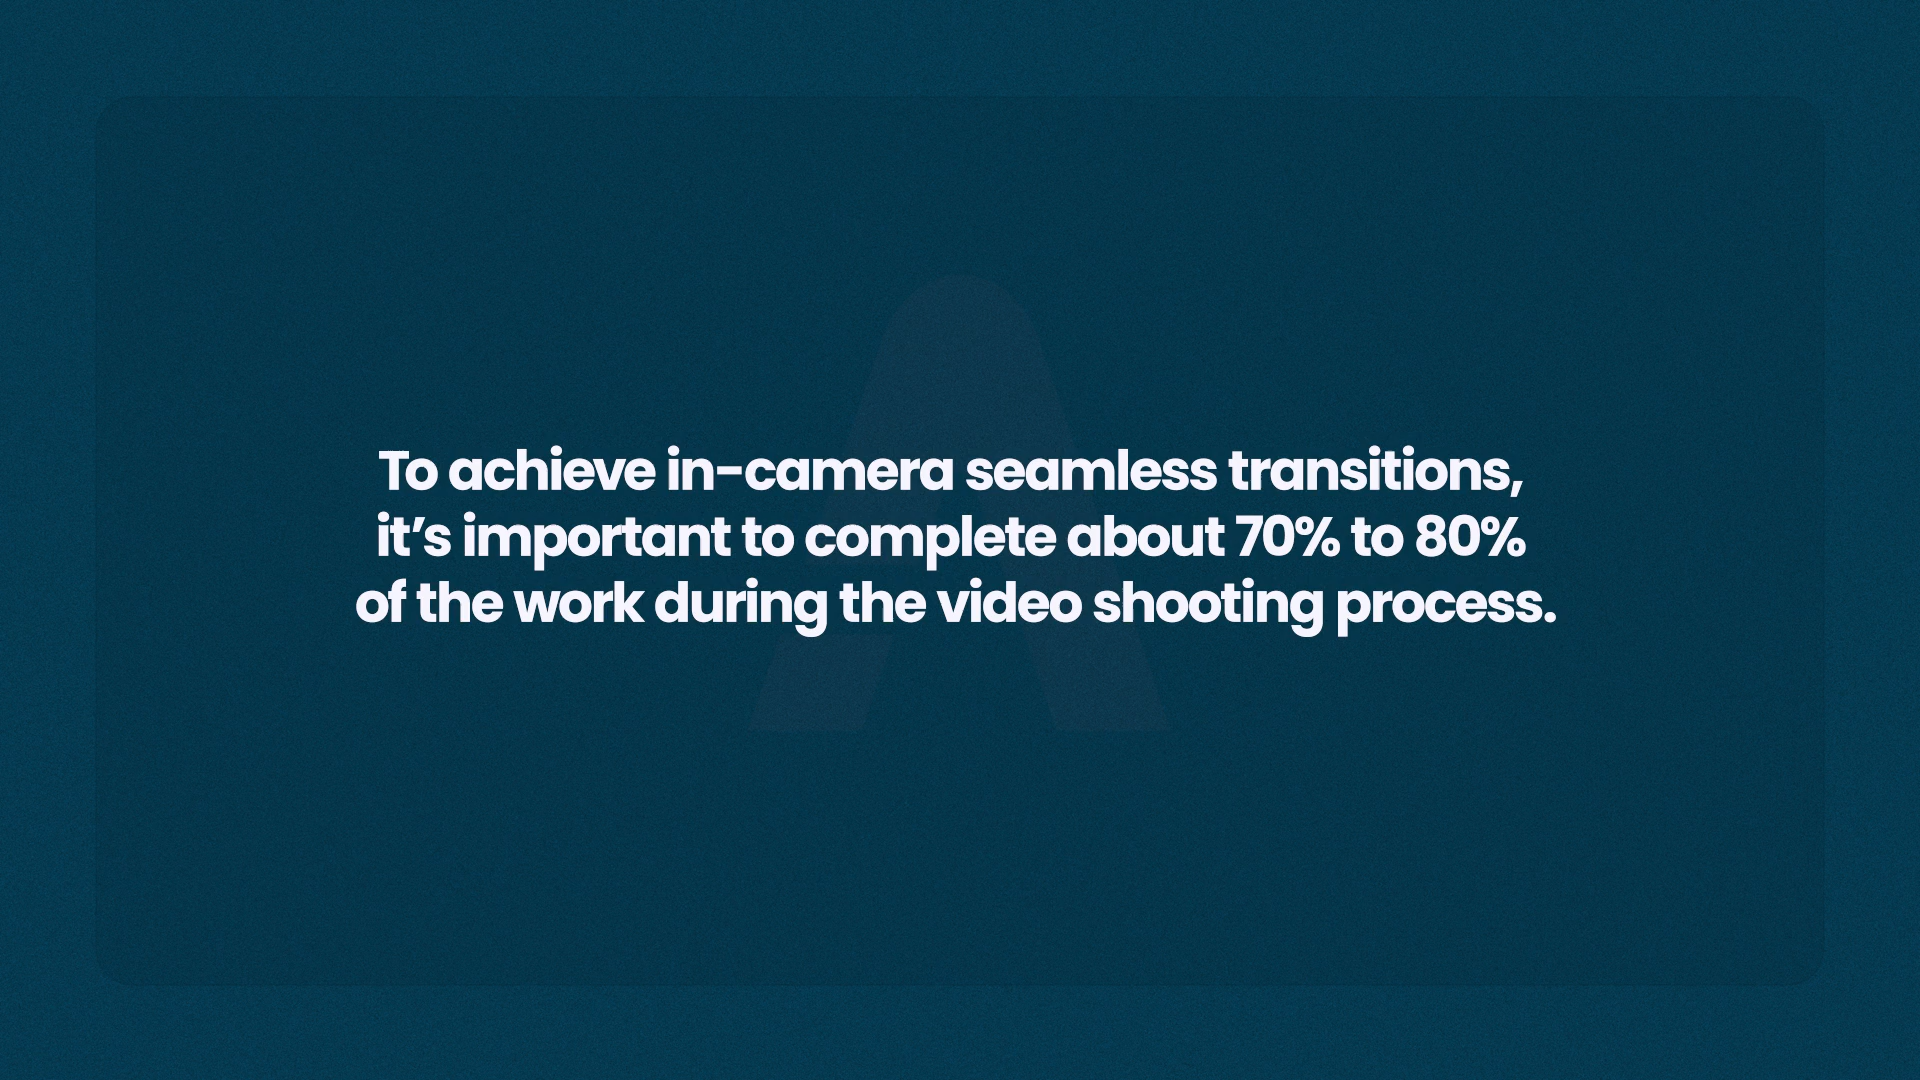 To achieve in-camera seamless transitions,
it’s important to complete about 70% to 80%
of the work during the video shooting process.